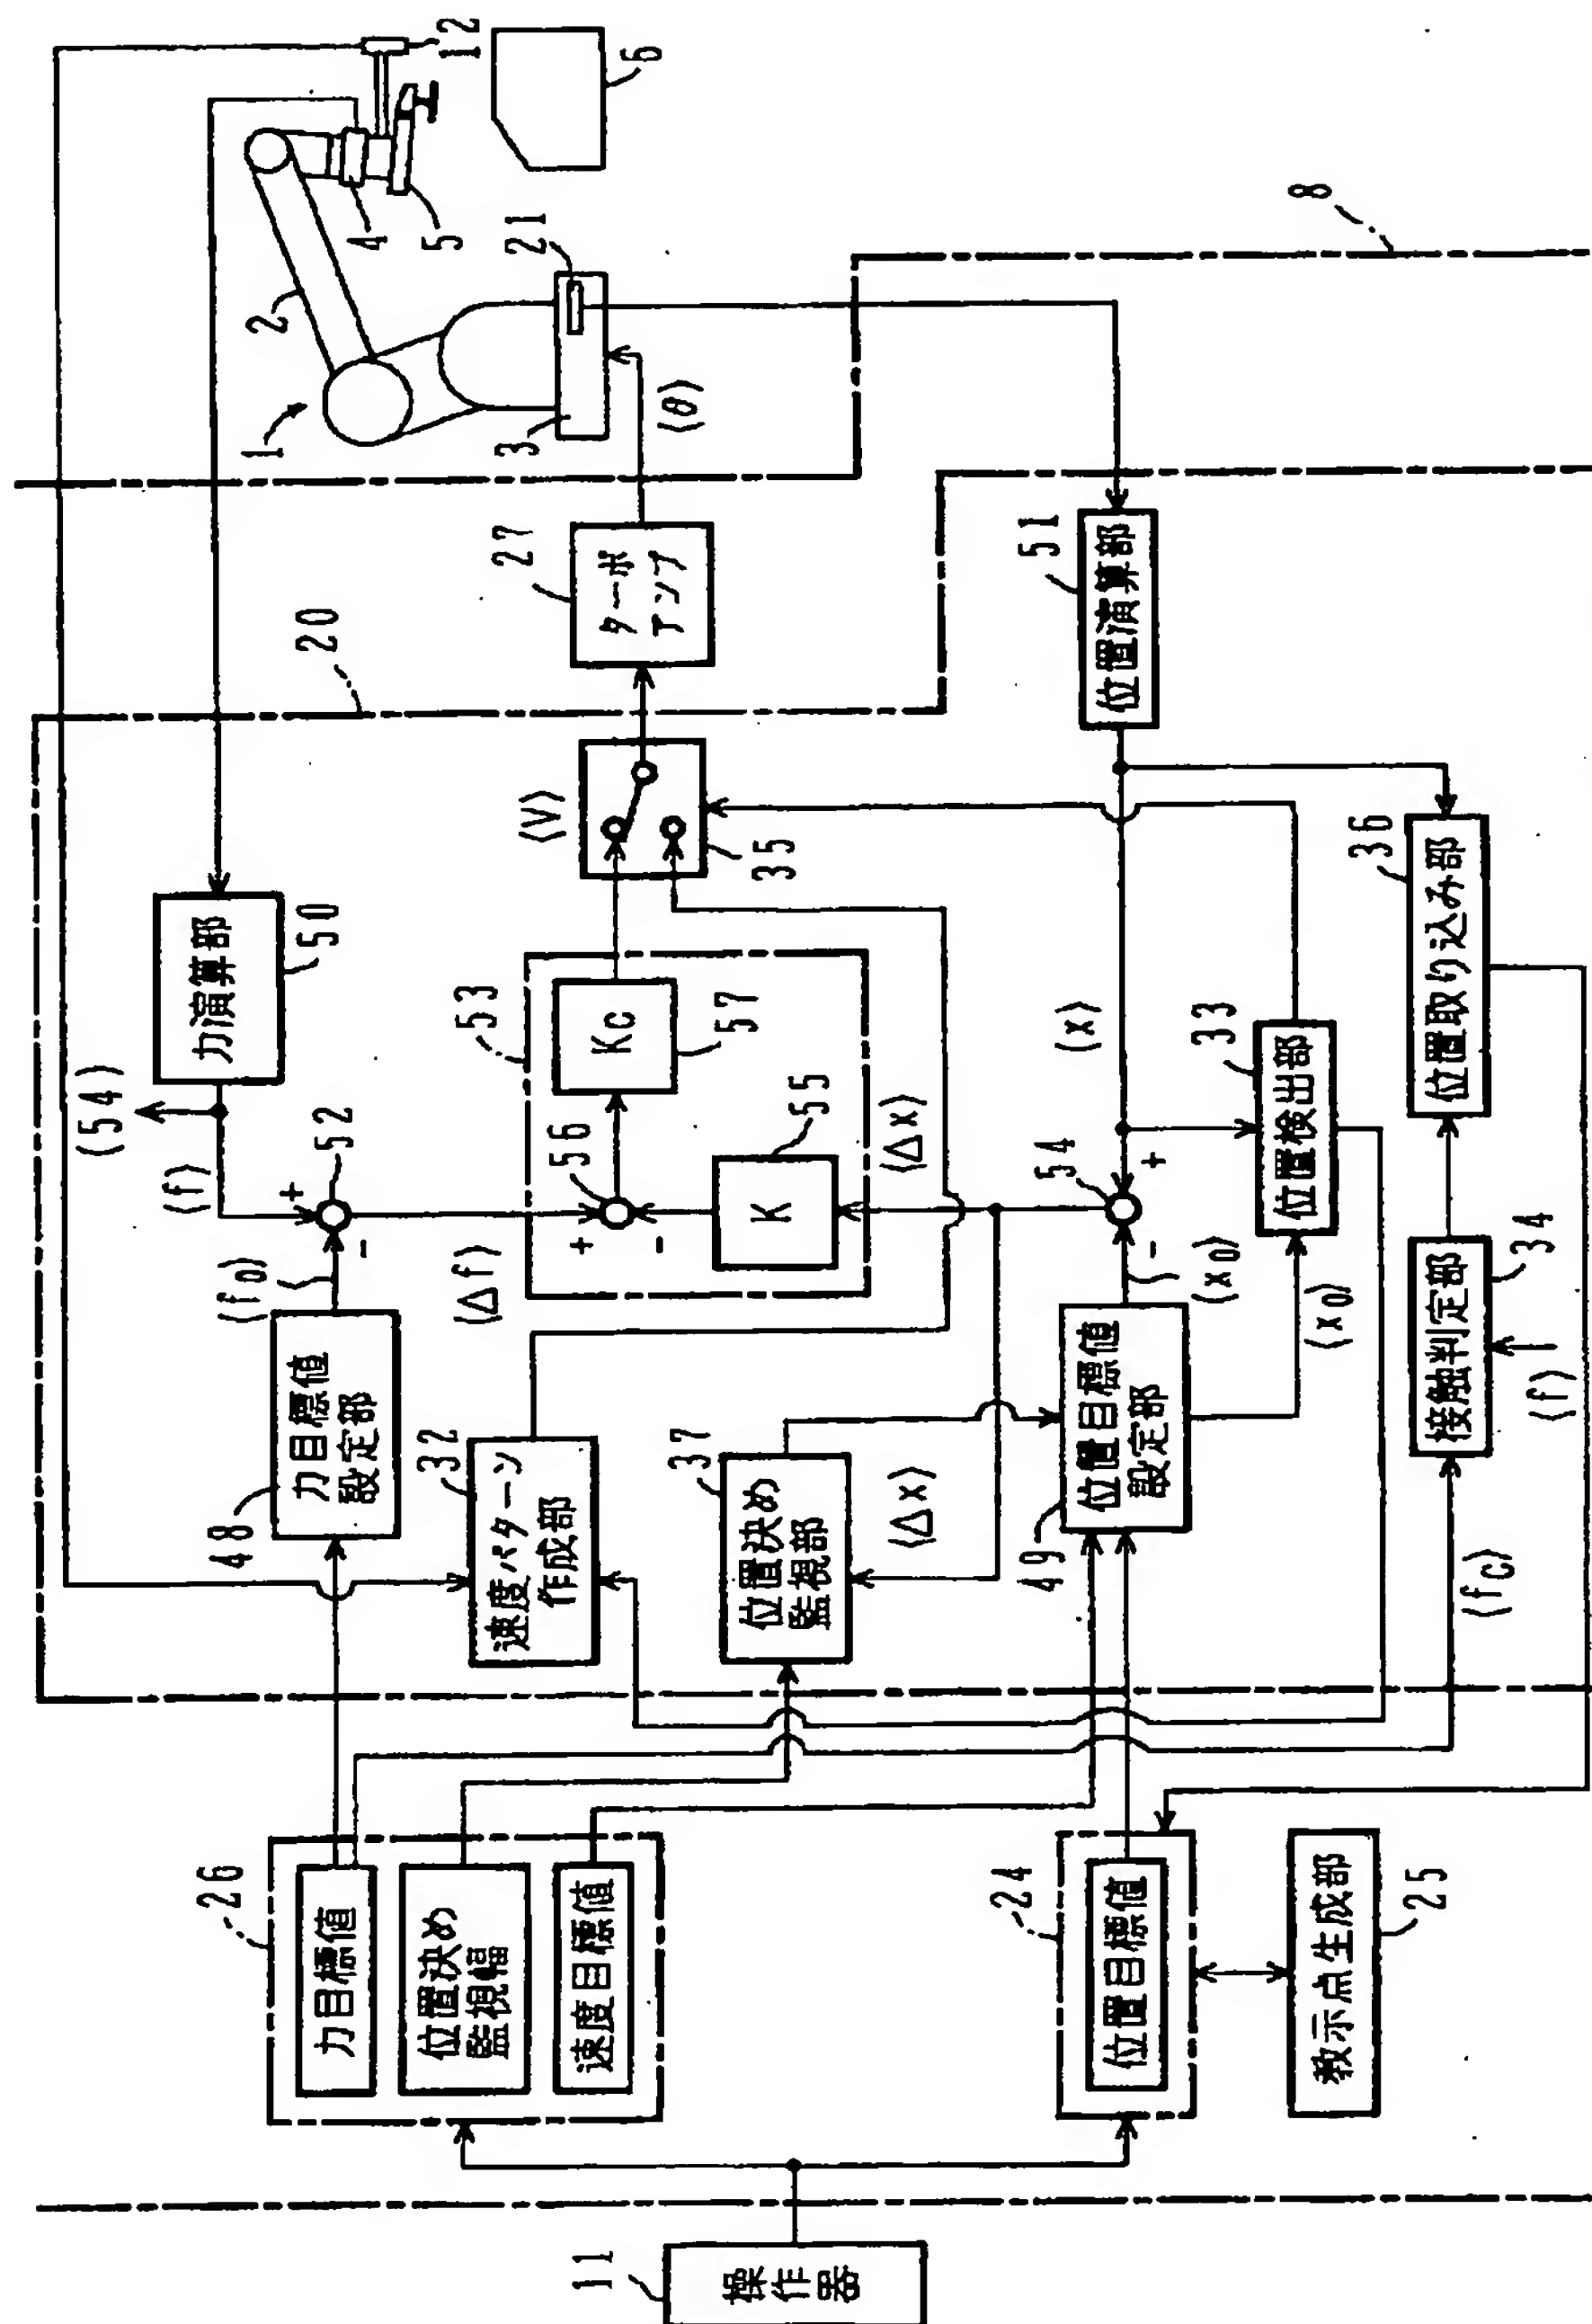 1
2
3
4
5
12
6
21
⟨θ⟩
8
20
27
ターボ
アンプ
⟨V⟩
35
力演算部
50
(54)
⟨f⟩
+
52
-
⟨f₀⟩
力目標値
設定部
48
⟨Δf⟩
53
Kc
57
56
+
-
K
55
⟨Δx⟩
速度パターン
作成部
32
位置決め
監視部
37
⟨Δx⟩
位置目標値
設定部
49
-
⟨x₀⟩
⟨x₀⟩
54
+
⟨x⟩
位置演算部
51
位置検出部
33
位置取り込み部
36
接触判定部
34
⟨f⟩
⟨fc⟩
26
力目標値
位置決め
監視幅
速度目標値
24
位置目標値
教示点生成部
25
操作器
11